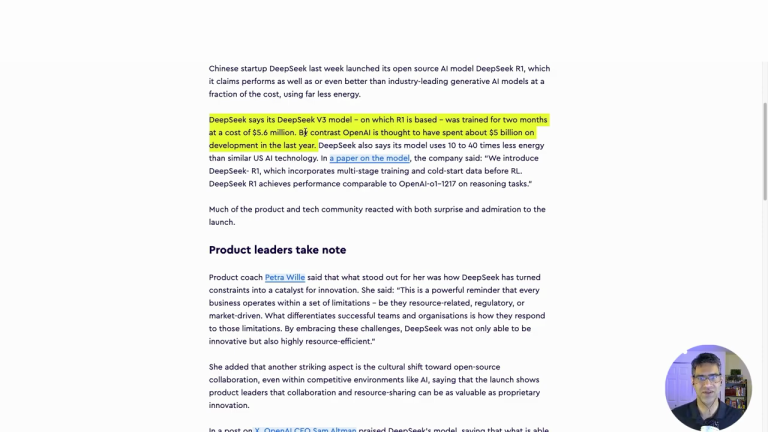 Chinese startup DeepSeek last week launched its open source AI model DeepSeek R1, which
it claims performs as well as or even better than industry-leading generative AI models at a
fraction of the cost, using far less energy.
DeepSeek says its DeepSeek V3 model – on which R1 is based – was trained for two months
at a cost of $5.6 million. By contrast OpenAI is thought to have spent about $5 billion on
development in the last year. DeepSeek also says its model uses 10 to 40 times less energy
than similar US AI technology. In a paper on the model, the company said: “We introduce
DeepSeek- R1, which incorporates multi-stage training and cold-start data before RL.
DeepSeek R1 achieves performance comparable to OpenAI-o1-1217 on reasoning tasks.”
Much of the product and tech community reacted with both surprise and admiration to the
launch.
Product leaders take note
Product coach Petra Wille said that what stood out for her was how DeepSeek has turned
constraints into a catalyst for innovation. She said: “This is a powerful reminder that every
business operates within a set of limitations – be they resource-related, regulatory, or
market-driven. What differentiates successful teams and organisations is how they respond
to those limitations. By embracing these challenges, DeepSeek was not only able to be
innovative but also highly resource-efficient.”
She added that another striking aspect is the cultural shift toward open-source
collaboration, even within competitive environments like AI, saying that the launch shows
product leaders that collaboration and resource-sharing can be as valuable as proprietary
innovation.
In a post on X, OpenAI CEO Sam Altman praised DeepSeek’s model, saying that what is able